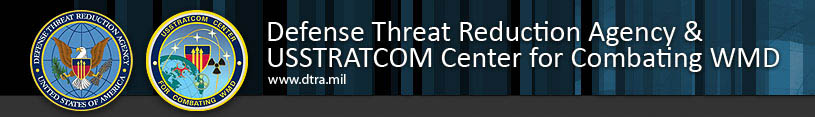 DEFENSE THREAT REDUCTION AGENCY
UNITED STATES OF AMERICA
USSTRATCOM CENTER
FOR COMBATING WMD
Defense Threat Reduction Agency &
USSTRATCOM Center for Combating WMD
www.dtra.mil